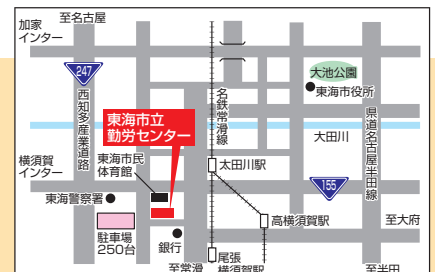 至名古屋
加家
インター
247
西知多産業道路
東海市立
勤労センター
名鉄常滑線
大池公園
東海市役所
大田川
県道名古屋半田線
横須賀
インター
東海市民
体育館
太田川駅
155
東海警察署
駐車場
250台
銀行
高横須賀駅
至大府
至常滑
尾張
横須賀駅
至半田